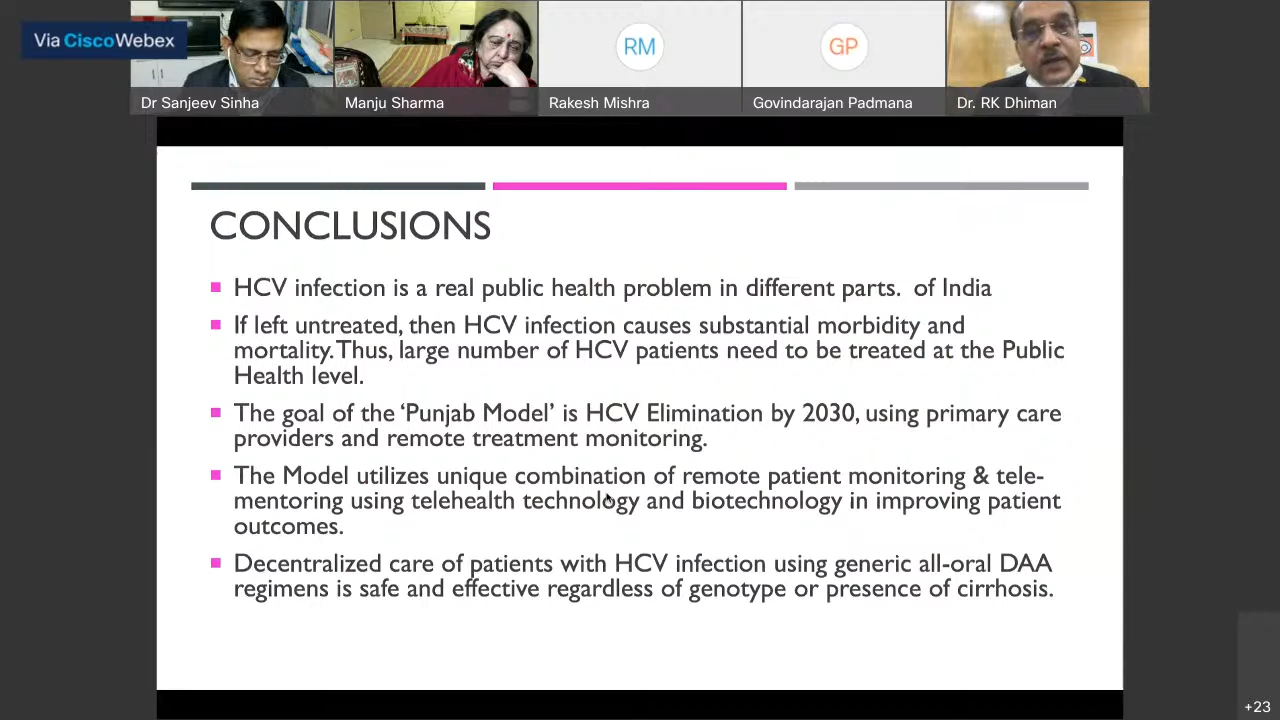 Via Cisco Webex
Dr Sanjeev Sinha
Manju Sharma
RM
Rakesh Mishra
GP
Govindarajan Padmana
Dr. RK Dhiman
CONCLUSIONS
HCV infection is a real public health problem in different parts.  of India
If left untreated, then HCV infection causes substantial morbidity and
mortality. Thus, large number of HCV patients need to be treated at the Public
Health level.
The goal of the ‘Punjab Model’ is HCV Elimination by 2030, using primary care
providers and remote treatment monitoring.
The Model utilizes unique combination of remote patient monitoring & tele-
mentoring using telehealth technology and biotechnology in improving patient
outcomes.
Decentralized care of patients with HCV infection using generic all-oral DAA
regimens is safe and effective regardless of genotype or presence of cirrhosis.
+23